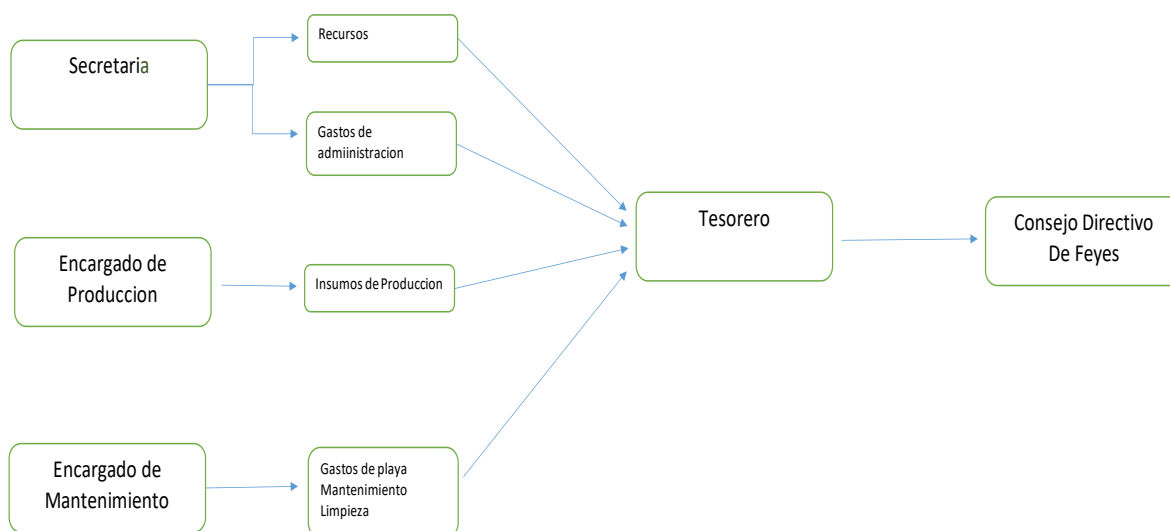 Secretaria
Recursos
Gastos de
admiinistracion
Encargado de
Produccion
Insumos de Produccion
Encargado de
Mantenimiento
Gastos de playa
Mantenimiento
Limpieza
Tesorero
Consejo Directivo
De Feyes